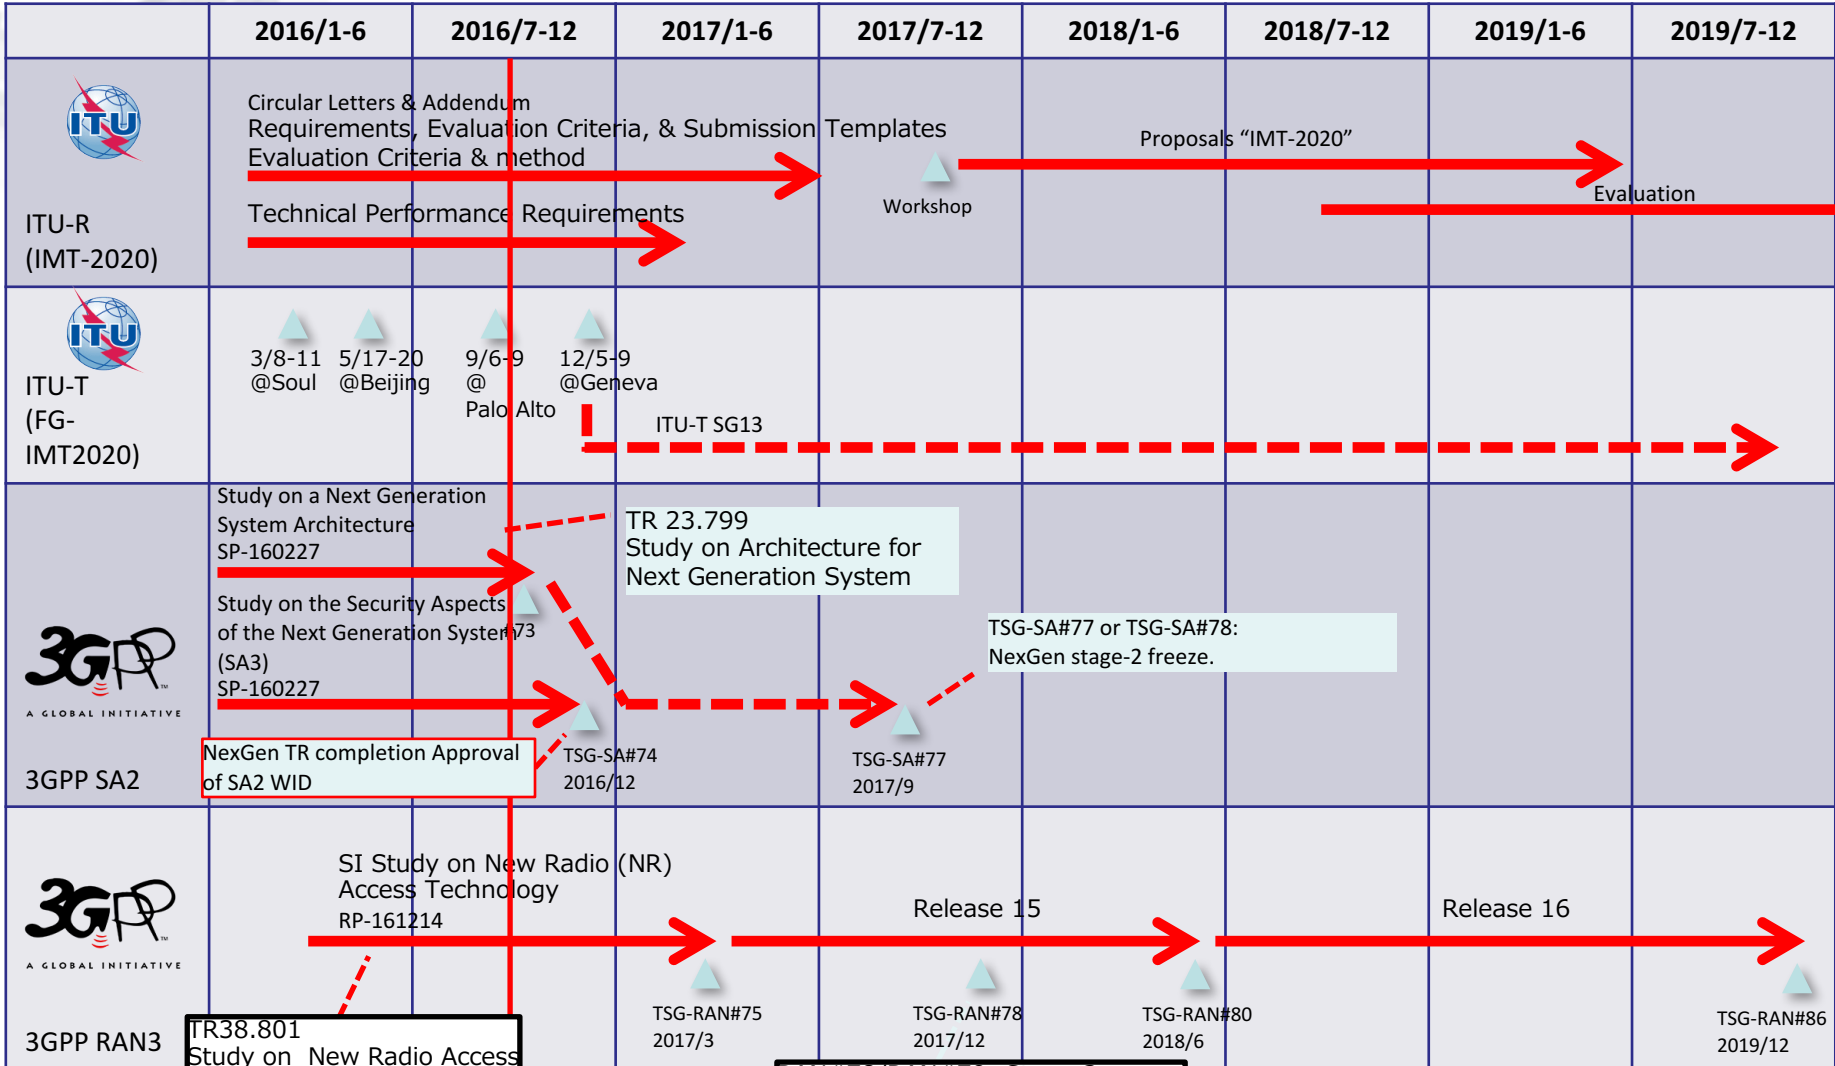 2016/1-6 2016/7-12 2017/1-6 2017/7-12 2018/1-6 2018/7-12 2019/1-6 2019/7-12
ITU
ITU-R
(IMT-2020)
Circular Letters & Addendum
Requirements, Evaluation Criteria, & Submission Templates
Evaluation Criteria & method
Technical Performance Requirements
Workshop
Proposals “IMT-2020”
Evaluation
ITU
ITU-T
(FG-
IMT2020)
3/8-11
@Soul
5/17-20
@Beijing
9/6-9
@
Palo Alto
12/5-9
@Geneva
ITU-T SG13
3GPP
TM
A GLOBAL INITIATIVE
3GPP SA2
Study on a Next Generation
System Architecture
SP-160227
Study on the Security Aspects
of the Next Generation System
(SA3)
SP-160227
#73
TR 23.799
Study on Architecture for
Next Generation System
TSG-SA#77 or TSG-SA#78:
NexGen stage-2 freeze.
NexGen TR completion Approval
of SA2 WID
TSG-SA#74
2016/12
TSG-SA#77
2017/9
3GPP
TM
A GLOBAL INITIATIVE
3GPP RAN3
SI Study on New Radio (NR)
Access Technology
RP-161214
Release 15
Release 16
TR38.801
Study on New Radio Access
TSG-RAN#75
2017/3
TSG-RAN#78
2017/12
TSG-RAN#80
2018/6
TSG-RAN#86
2019/12